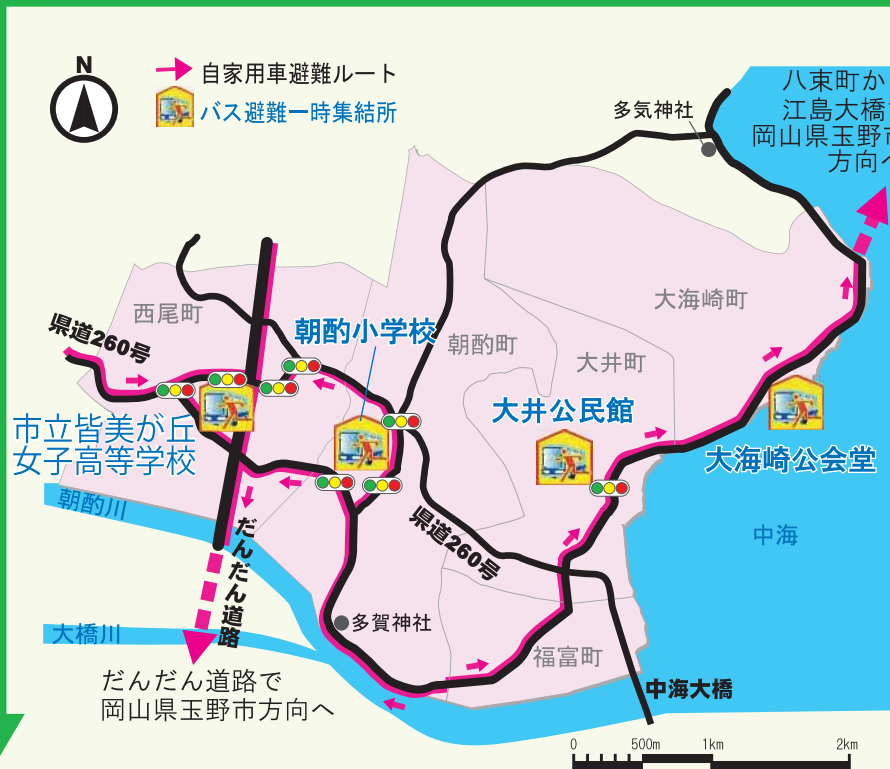 N
自家用車避難ルート
バス避難一時集結所
多気神社
八束町か
江島大橋
岡山県玉野市
方向へ
西尾町
県道260号
朝酌小学校
朝酌町
大海崎町
大井町
大井公民館
市立皆美が丘
女子高等学校
大海崎公会堂
朝酌川
県道260号
中海
だんだん道路
大橋川
多賀神社
福富町
だんだん道路で
岡山県玉野市方向へ
中海大橋
0 500m 1km 2km